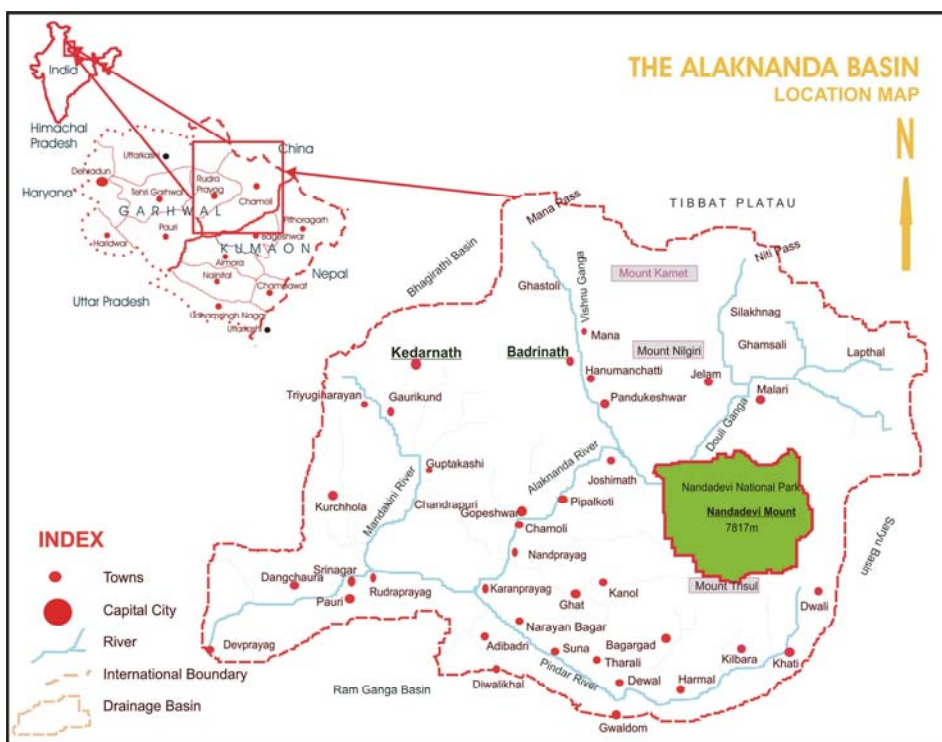 THE ALAKNANDA BASIN
LOCATION MAP
N
India
Himachal
Pradesh
Uttarkashi
China
Dehradun
Haryana
Rudra
Prayag
Tehri Garhwal
Chamoli
GARHWAL
Pauri
Haridwar
Pithoragarh
Bageshwar
KUMAON
Almora
Nainital
Nepal
Champawat
Uttar Pradesh
Udhamsingh Nagar
Uttarkashi
Mana Pass
TIBBAT PLATAU
Niti Pass
Bhagirathi Basin
Ghastoli
Vishnu Ganga
Mount Kamet
Silakhnag
Mana
Ghamsali
Kedarnath
Badrinath
Mount Nilgiri
Lapthal
Hanumanchatti
Jelam
Triyuginarayan
Malari
Gaurikund
Pandukeshwar
Douli Ganga
Alaknanda River
Guptakashi
Joshimath
Mandakini River
Nandadevi National Park
Kurchhola
Chandrapuri
Pipalkoti
Gopeshwar
Nandadevi Mount
7817m
Chamoli
Saryu Basin
Nandprayag
Srinagar
Dangchaura
Mount Trisul
Rudraprayag
Karanprayag
Kanol
Pauri
Ghat
Dwali
Narayan Bagar
Devprayag
Adibadri
Suna
Bagargad
Tharali
Kilbara
Khati
Pindar River
Ram Ganga Basin
Diwalikhal
Dewal
Harmal
Gwaldom
INDEX
Towns
Capital City
River
International Boundary
Drainage Basin